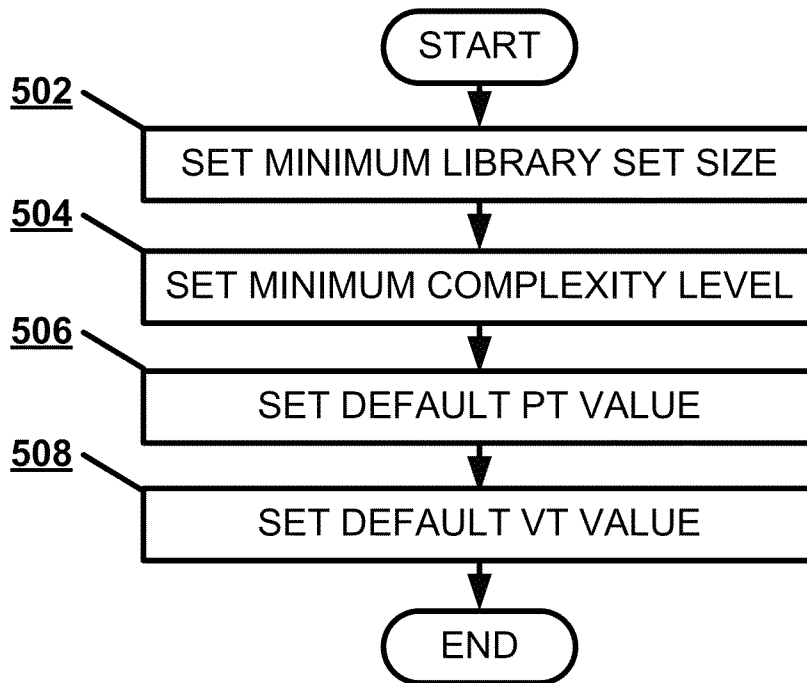 START
502
SET MINIMUM LIBRARY SET SIZE
504
SET MINIMUM COMPLEXITY LEVEL
506
SET DEFAULT PT VALUE
508
SET DEFAULT VT VALUE
END